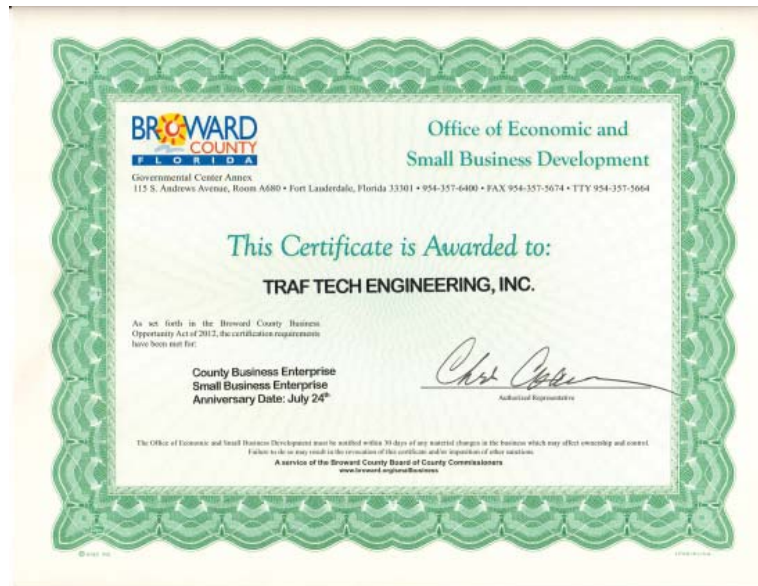 BROWARD
COUNTY
FLORIDA
Office of Economic and
Small Business Development
Governmental Center Annex
115 S. Andrews Avenue, Room A680 • Fort Lauderdale, Florida 33301 • 954-357-6400 • FAX 954-357-5674 • TTY 954-357-5664
This Certificate is Awarded to:
TRAF TECH ENGINEERING, INC.
As set forth in the Broward County Business
Opportunity Act of 2012, the certification requirements
have been met for:
County Business Enterprise
Small Business Enterprise
Anniversary Date: July 24th
Authorized Representative
The Office of Economic and Small Business Development must be notified within 30 days of any material changes in the business which may affect ownership and control.
Failure to do so may result in the revocation of this certificate and/or imposition of other sanctions.
A service of the Broward County Board of County Commissioners
www.broward.org/smallbusiness